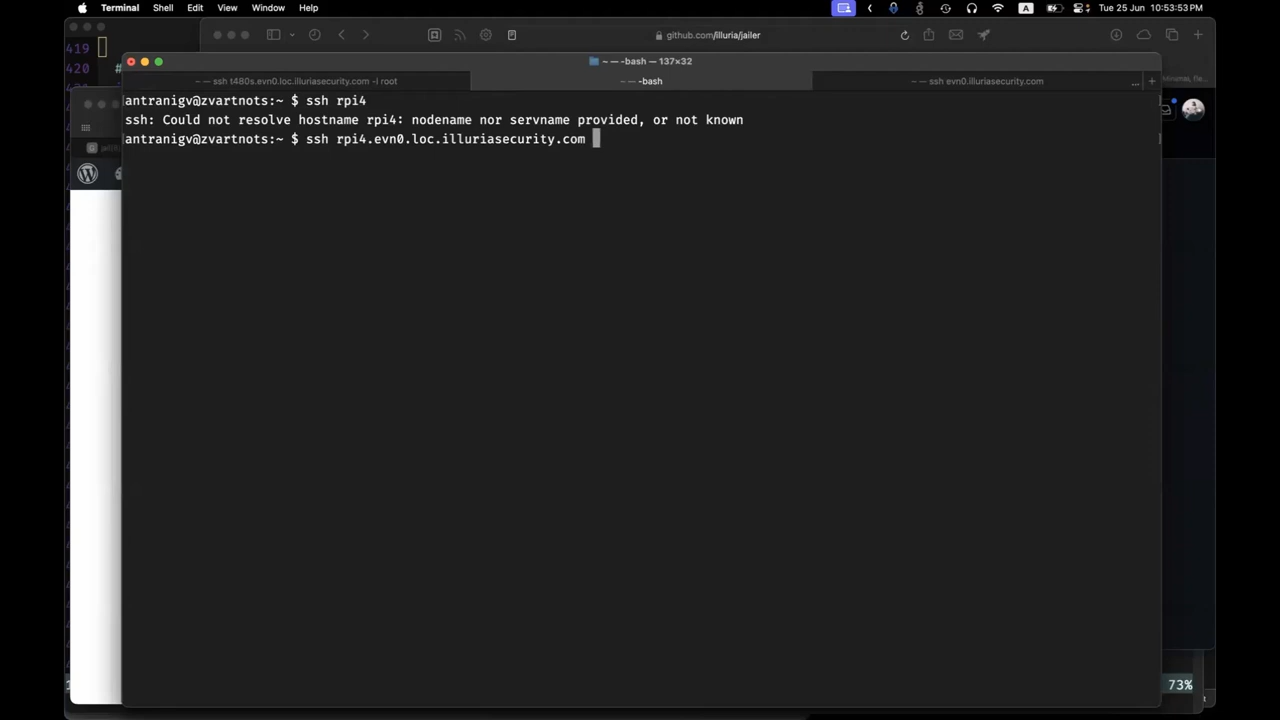 Terminal Shell Edit View Window Help A Tue 25 Jun 10:53:53 PM
github.com/illuria/jailer
419
420 #
~ — -bash — 137×32
~ — ssh t480s.evn0.loc.illuriasecurity.com -l root
~ — -bash
~ — ssh evn0.illuriasecurity.com
...
antranigv@zvartnots:~ $ ssh rpi4
ssh: Could not resolve hostname rpi4: nodename nor servname provided, or not known
antranigv@zvartnots:~ $ ssh rpi4.evn0.loc.illuriasecurity.com
73%